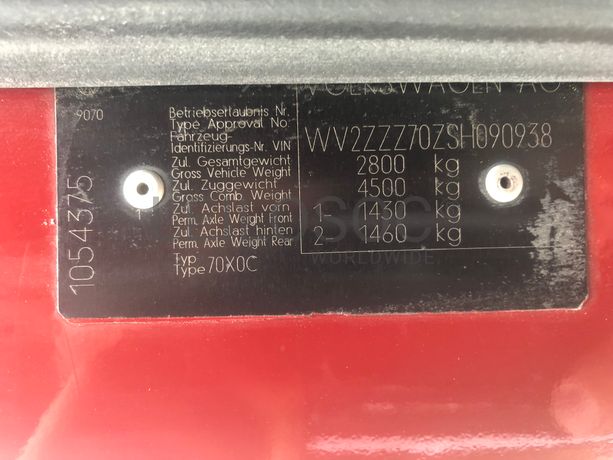 VOLKSWAGEN AG
-9070
Betriebserlaubnis Nr.
Type Approval No.
Fahrzeug-
Identifizierungs-Nr. VIN
WV2ZZZ70ZSH090938
Zul. Gesamtgewicht
Gross Vehicle Weight
2800 kg
Zul. Zuggewicht
Gross Comb. Weight
4500 kg
Zul. Achslast vorn
Perm. Axle Weight Front
1- 1430 kg
Zul. Achslast hinten
Perm. Axle Weight Rear
2- 1460 kg
Typ
Type 70X0C
1054375
WORLDWIDE.